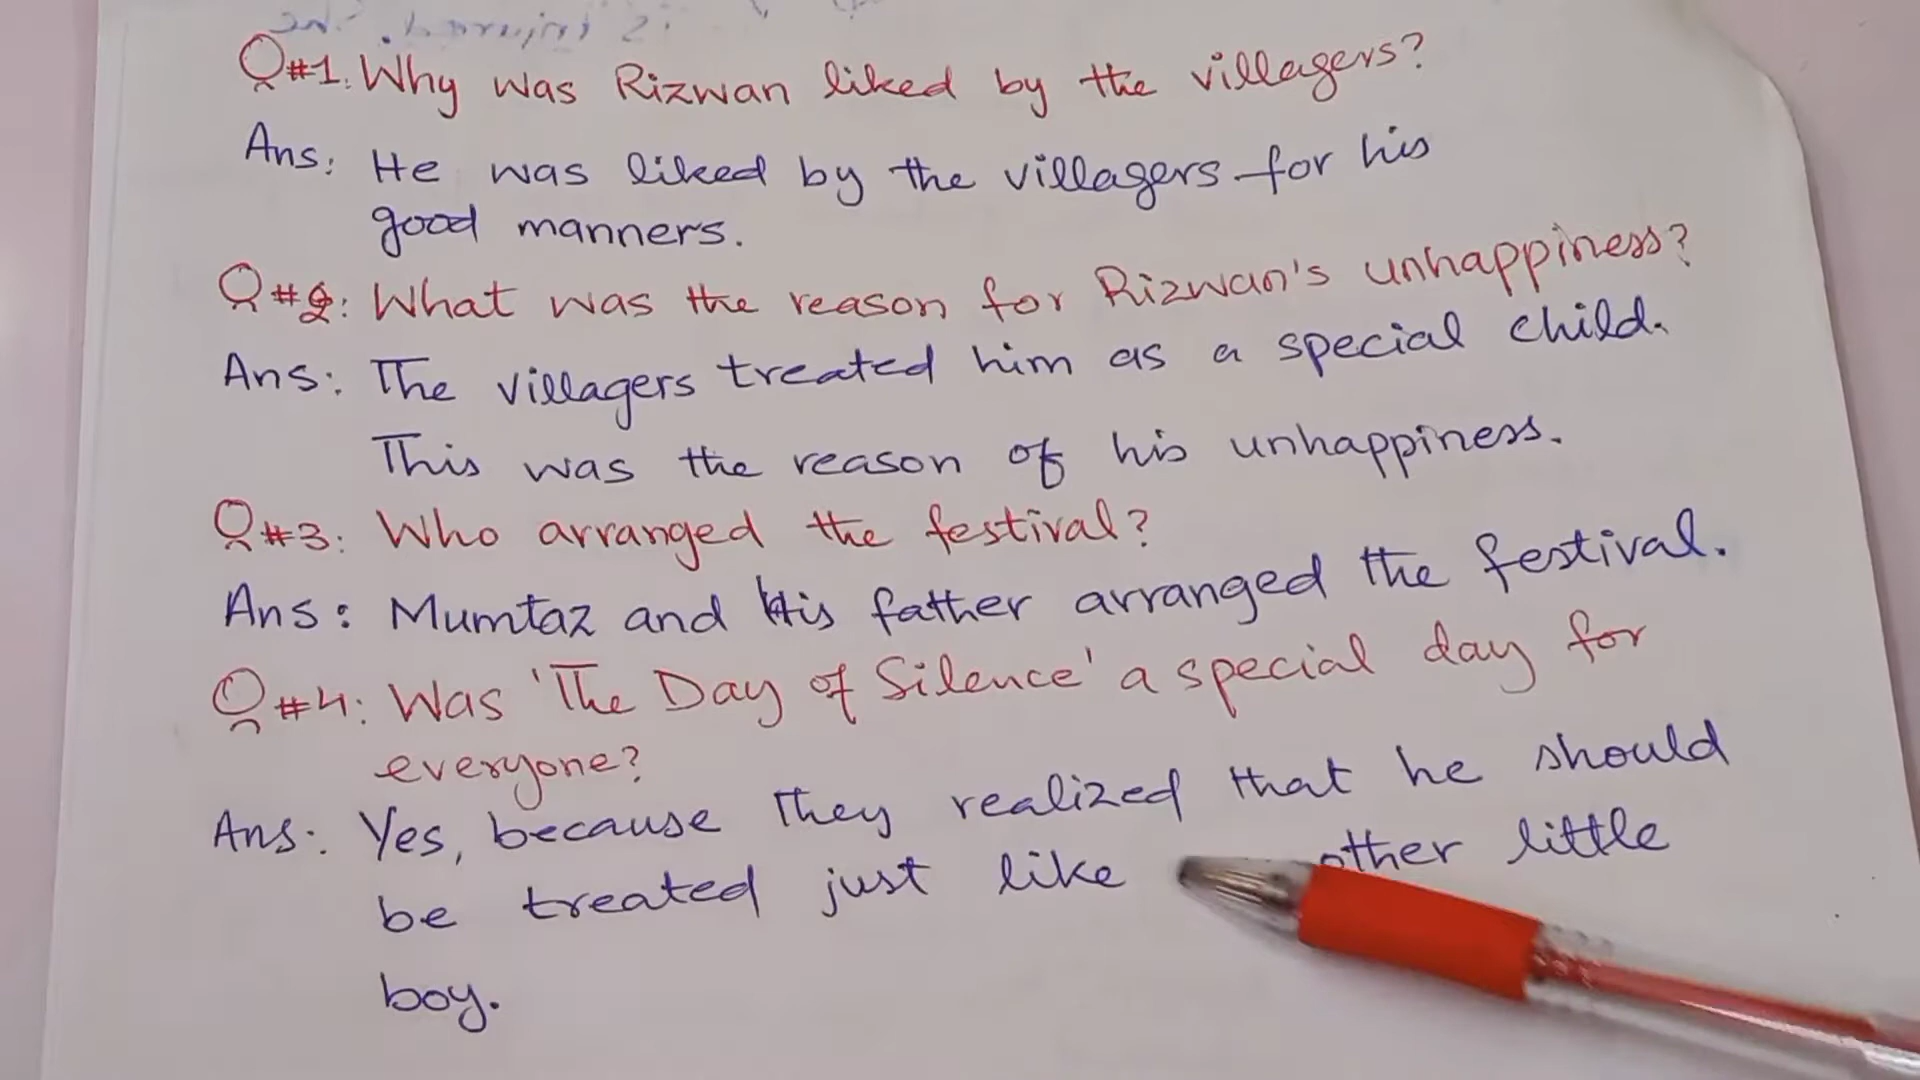 Q#1: Why was Rizwan liked by the villagers?
Ans: He was liked by the villagers for his
good manners.
Q#2: What was the reason for Rizwan's unhappiness?
Ans: The villagers treated him as a special child.
This was the reason of his unhappiness.
Q#3: Who arranged the festival?
Ans: Mumtaz and His father arranged the festival.
Q#4: Was 'The Day of Silence' a special day for
everyone?
Ans: Yes, because they realized that he should
be treated just like other little
boy.